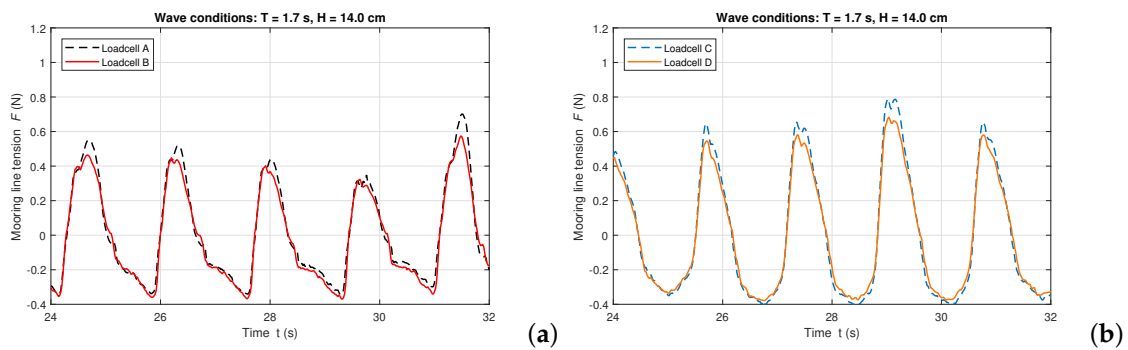 Wave conditions: T = 1.7 s, H = 14.0 cm
Loadcell A
Loadcell B
Mooring line tension F (N)
1.2
1
0.8
0.6
0.4
0.2
0
-0.2
-0.4
24 26 28 30 32
Time t (s)
(a)
Wave conditions: T = 1.7 s, H = 14.0 cm
Loadcell C
Loadcell D
Mooring line tension F (N)
1.2
1
0.8
0.6
0.4
0.2
0
-0.2
-0.4
24 26 28 30 32
Time t (s)
(b)